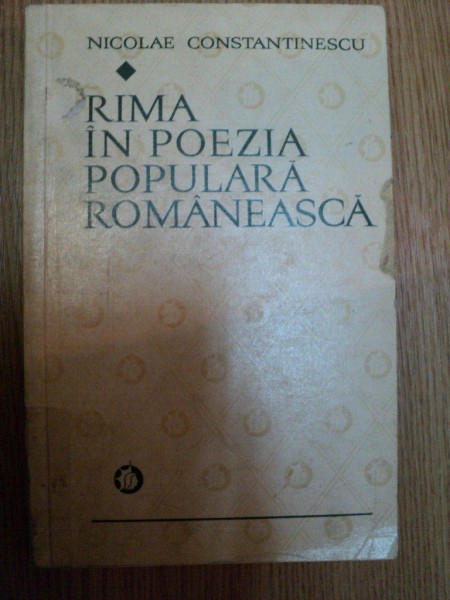 NICOLAE CONSTANTINESCU
RIMA
ÎN POEZIA
POPULARĂ
ROMÂNEASCĂ